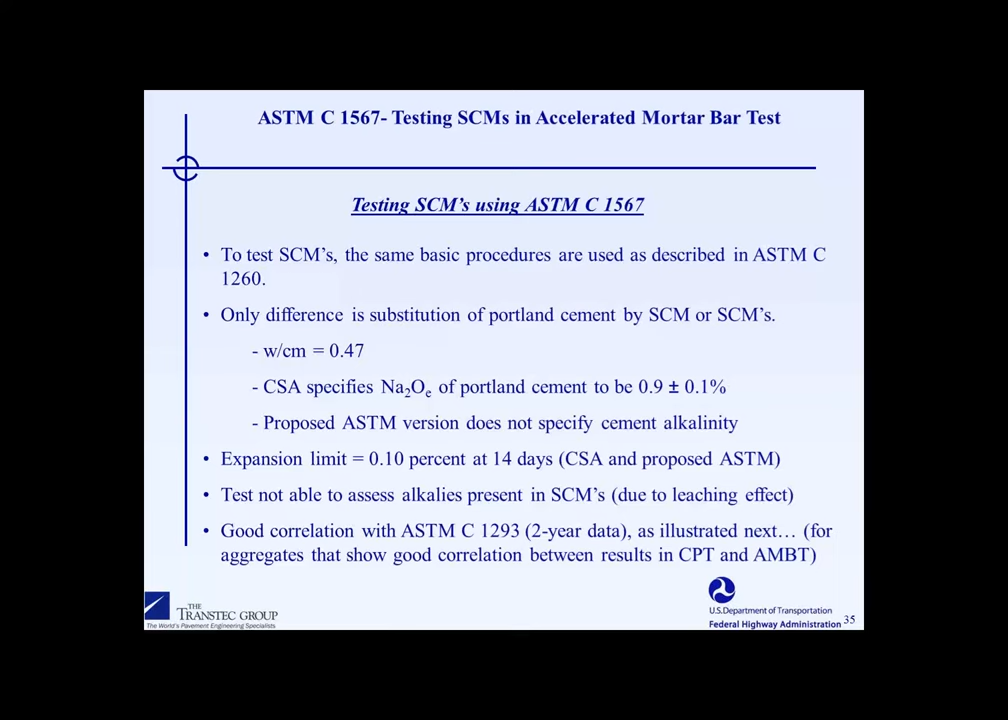 ASTM C 1567- Testing SCMs in Accelerated Mortar Bar Test
Testing SCM's using ASTM C 1567
• To test SCM's, the same basic procedures are used as described in ASTM C
1260.
• Only difference is substitution of portland cement by SCM or SCM's.
- w/cm = 0.47
- CSA specifies Na₂Oₑ of portland cement to be 0.9 ± 0.1%
- Proposed ASTM version does not specify cement alkalinity
• Expansion limit = 0.10 percent at 14 days (CSA and proposed ASTM)
• Test not able to assess alkalies present in SCM's (due to leaching effect)
• Good correlation with ASTM C 1293 (2-year data), as illustrated next… (for
aggregates that show good correlation between results in CPT and AMBT)
THE
TRANSTEC GROUP
The World's Pavement Engineering Specialists
U.S.Department of Transportation
Federal Highway Administration
35